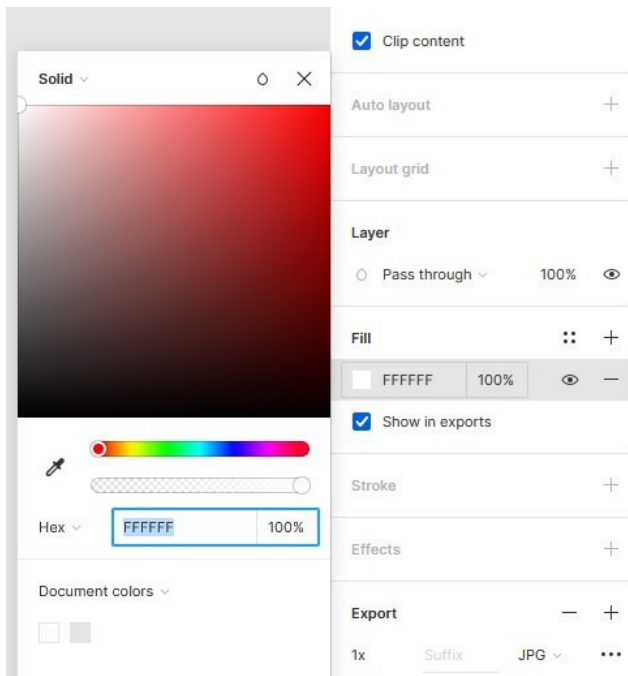 Solid
Hex FFFFFF 100%
Document colors
Clip content
Auto layout
Layout grid
Layer
Pass through 100%
Fill
FFFFFF 100%
Show in exports
Stroke
Effects
Export
1x Suffix JPG